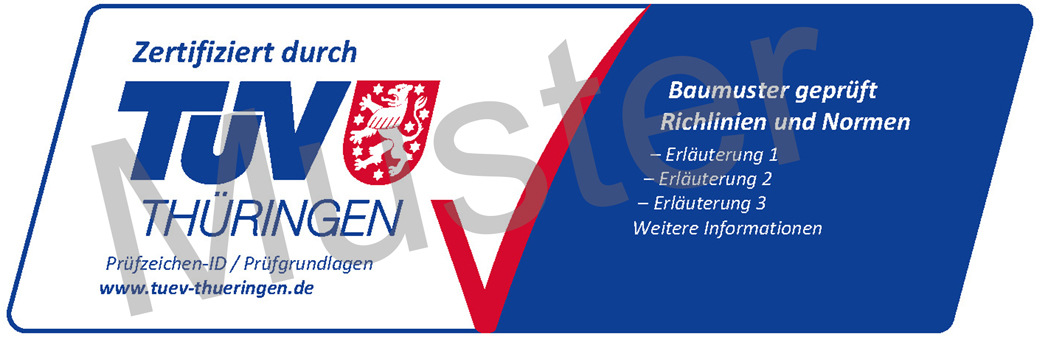 Zertifiziert durch
TÜV
THÜRINGEN
Prüfzeichen-ID / Prüfgrundlagen
www.tuev-thueringen.de
Baumuster geprüft
Richlinien und Normen
– Erläuterung 1
– Erläuterung 2
– Erläuterung 3
Weitere Informationen
Muster